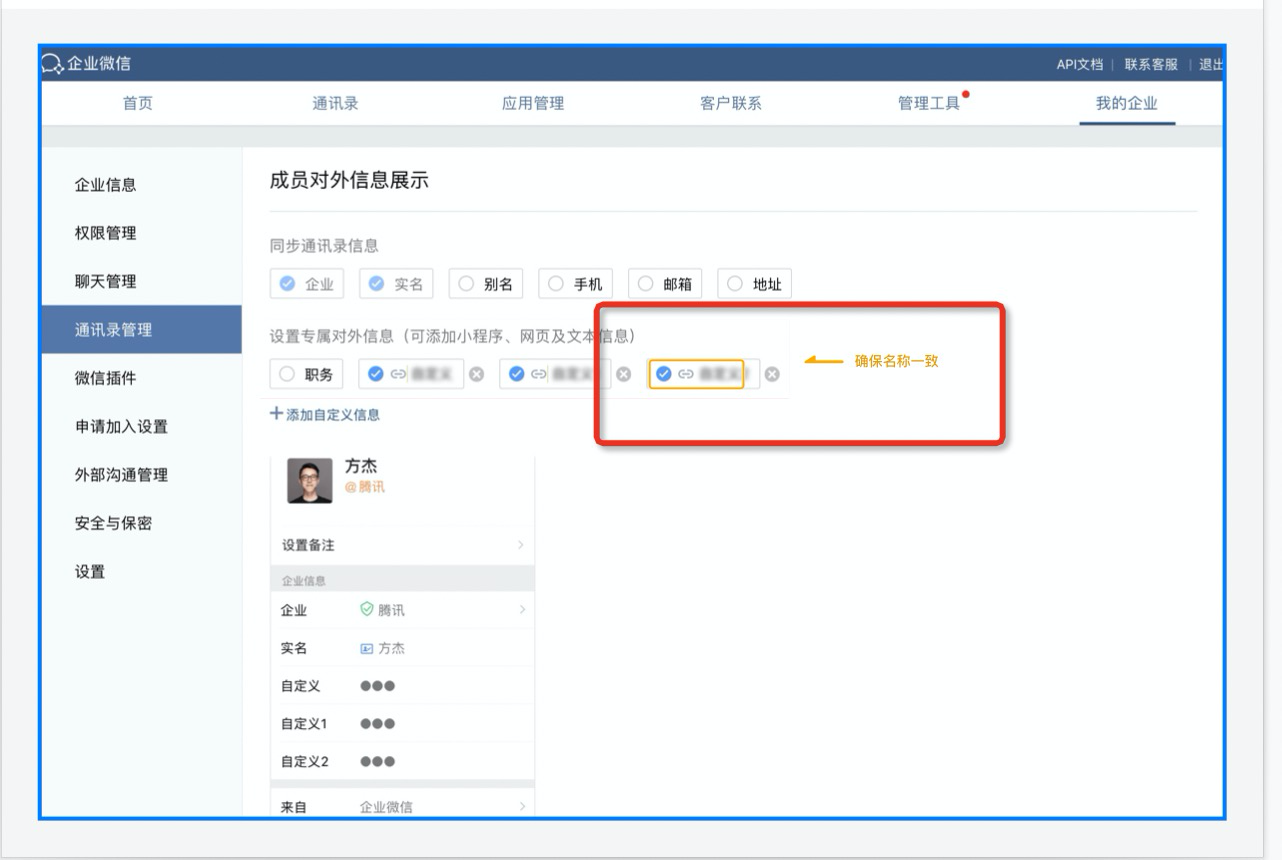 企业微信
API文档 | 联系客服 | 退出
首页 通讯录 应用管理 客户联系 管理工具 我的企业
企业信息
权限管理
聊天管理
通讯录管理
微信插件
申请加入设置
外部沟通管理
安全与保密
设置
成员对外信息展示
同步通讯录信息
企业 实名 别名 手机 邮箱 地址
设置专属对外信息（可添加小程序、网页及文本信息）
职务
确保名称一致
+添加自定义信息
方杰
@腾讯
设置备注
企业信息
企业 腾讯
实名 方杰
自定义 ●●●
自定义1 ●●●
自定义2 ●●●
来自 企业微信